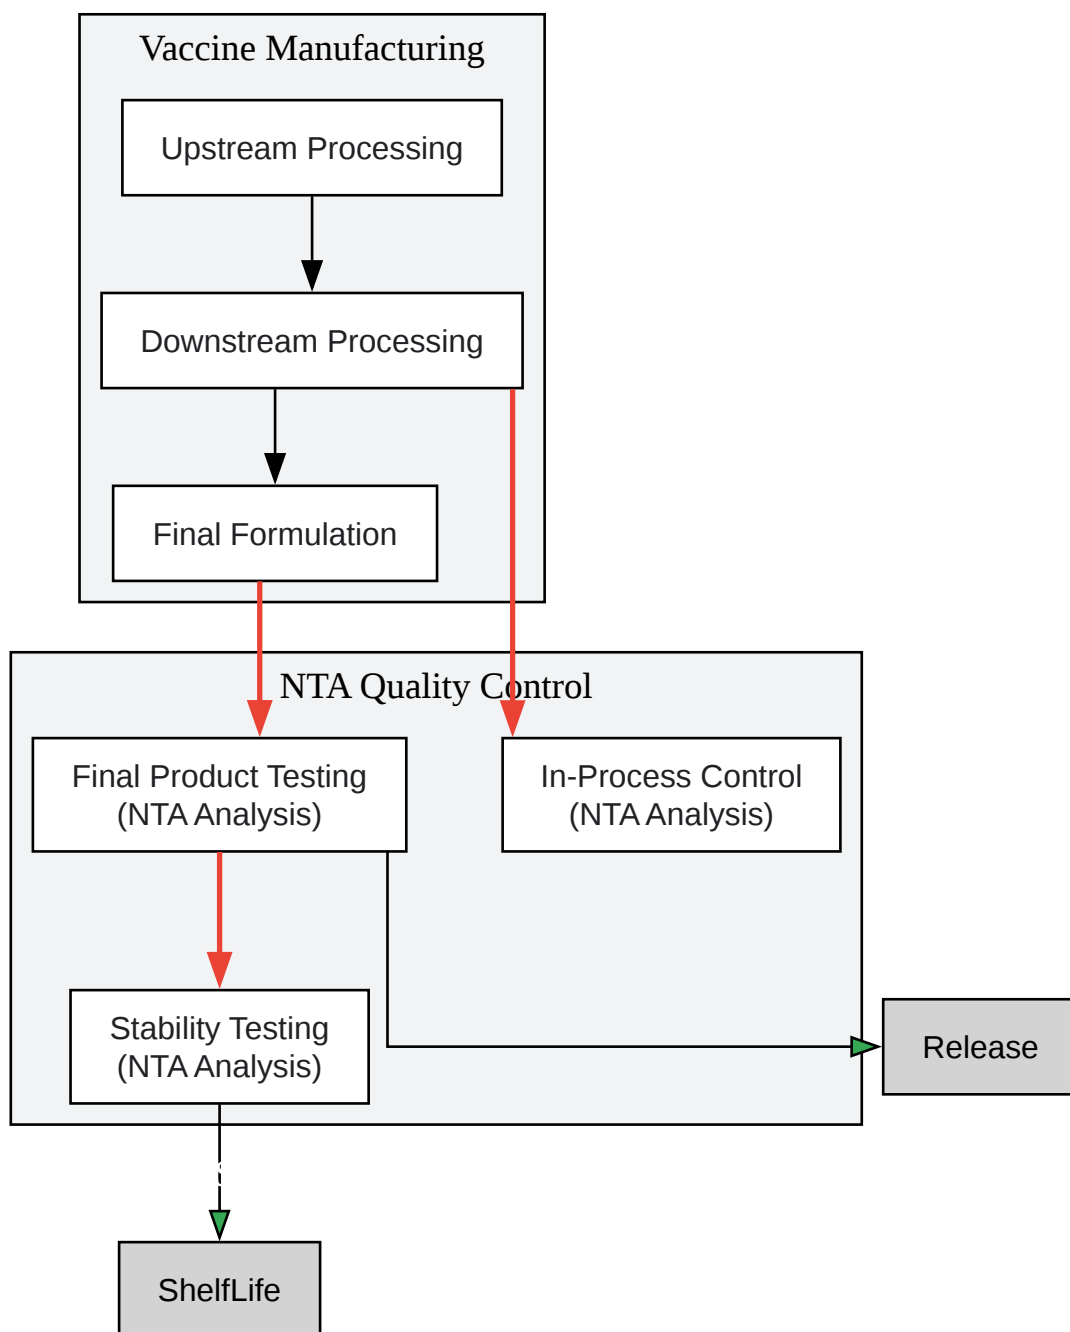 Vaccine Manufacturing
Upstream Processing
Downstream Processing
Final Formulation
NTA Quality Control
Final Product Testing
(NTA Analysis)
In-Process Control
(NTA Analysis)
Stability Testing
(NTA Analysis)
Release
ShelfLife